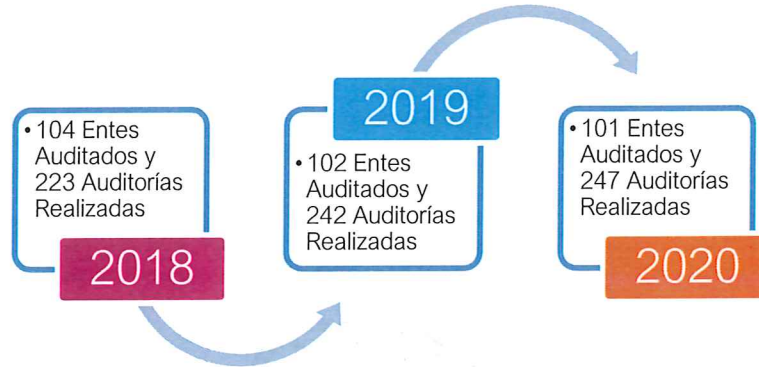 • 104 Entes
Auditados y
223 Auditorías
Realizadas
2018
2019
• 102 Entes
Auditados y
242 Auditorías
Realizadas
• 101 Entes
Auditados y
247 Auditorías
Realizadas
2020